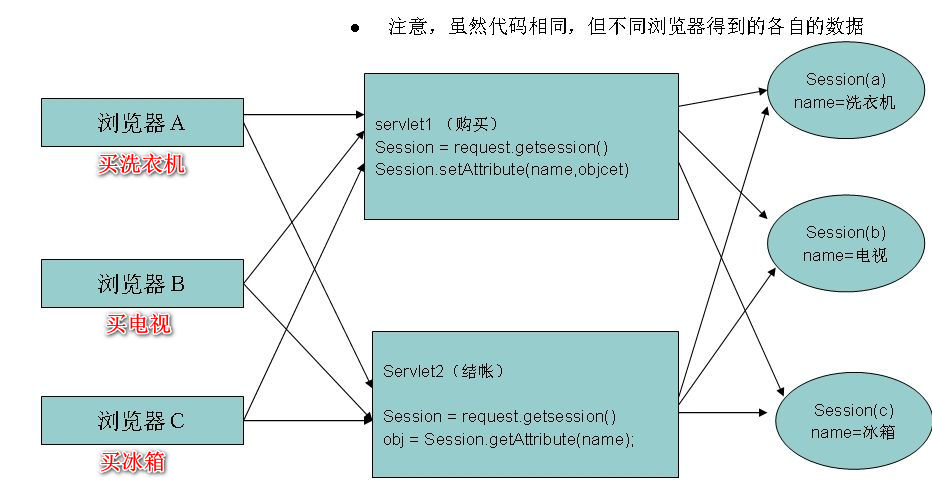 ● 注意，虽然代码相同，但不同浏览器得到的各自的数据
浏览器A
买洗衣机
浏览器B
买电视
浏览器C
买冰箱
servlet1 （购买）
Session = request.getsession()
Session.setAttribute(name,objcet)
Servlet2（结帐）
Session = request.getsession()
obj = Session.getAttribute(name);
Session(a)
name=洗衣机
Session(b)
name=电视
Session(c)
name=冰箱